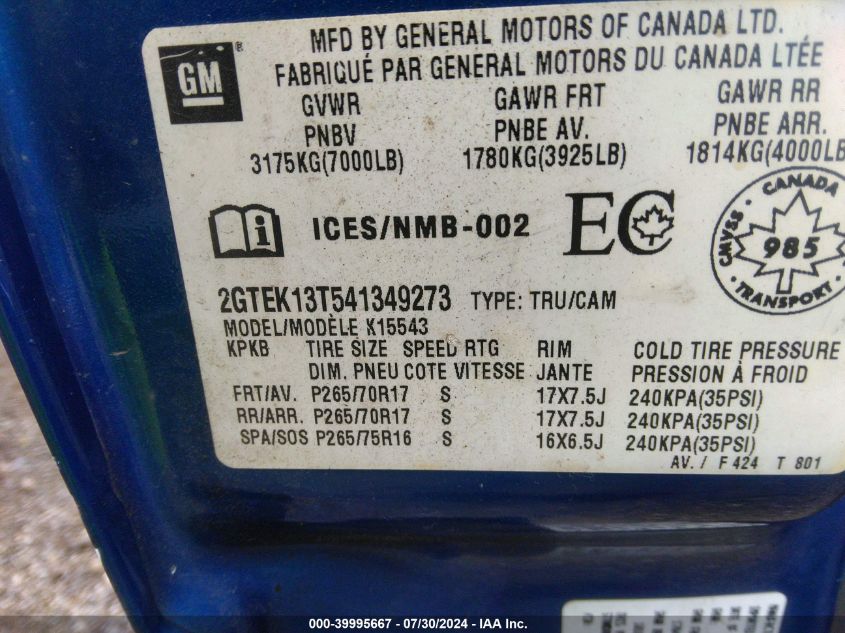 MFD BY GENERAL MOTORS OF CANADA LTD.
FABRIQUÉ PAR GENERAL MOTORS DU CANADA LTÉE
GM®
GVWR GAWR FRT GAWR RR
PNBV PNBE AV. PNBE ARR.
3175KG(7000LB) 1780KG(3925LB) 1814KG(4000LB
ICES/NMB-002 EC
CANADA
CMVSS
985
TRANSPORT
NSVAC
2GTEK13T541349273 TYPE: TRU/CAM
MODEL/MODÈLE K15543
KPKB TIRE SIZE SPEED RTG RIM COLD TIRE PRESSURE
DIM. PNEU COTE VITESSE JANTE PRESSION À FROID
FRT/AV. P265/70R17 S 17X7.5J 240KPA(35PSI)
RR/ARR. P265/70R17 S 17X7.5J 240KPA(35PSI)
SPA/SOS P265/75R16 S 16X6.5J 240KPA(35PSI)
AV. / F 424 T 801
000-39995667 / 07/30/2024 - IAA Inc.